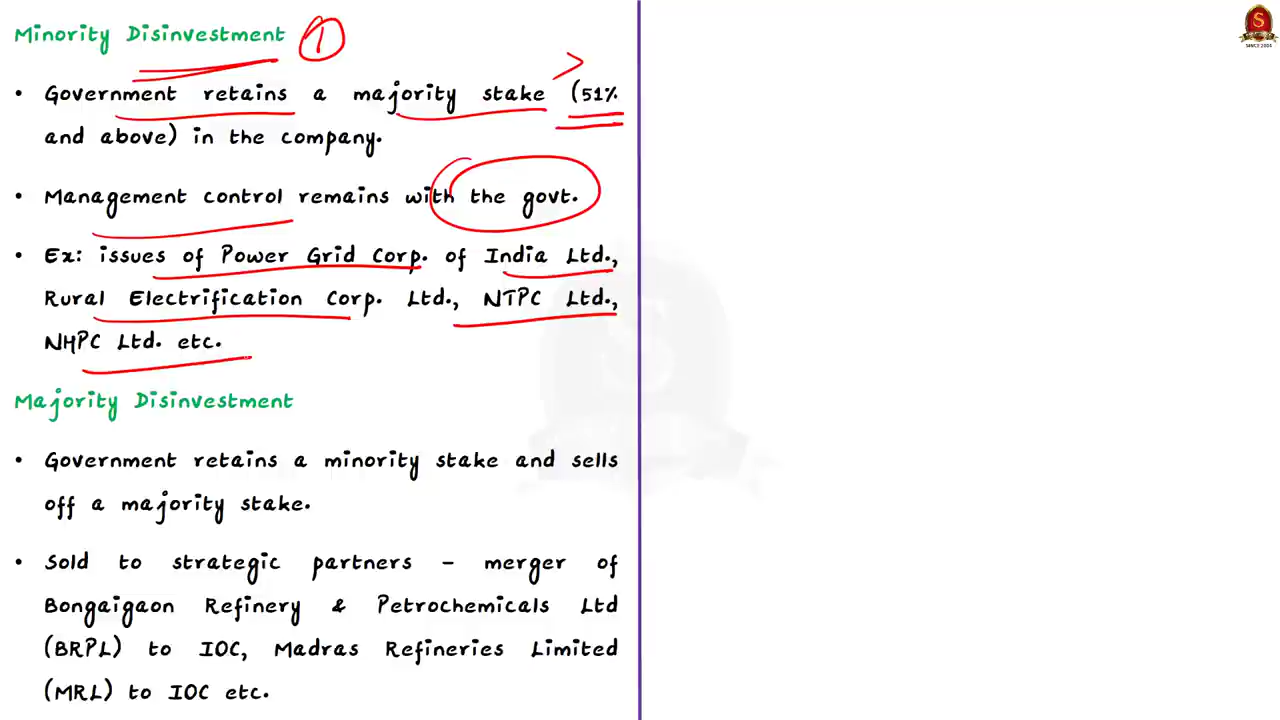 Minority Disinvestment 1
• Government retains a majority stake (51%
and above) in the company.
• Management control remains with the govt.
• Ex: issues of Power Grid Corp. of India Ltd.,
Rural Electrification Corp. Ltd., NTPC Ltd.,
NHPC Ltd. etc.
Majority Disinvestment
• Government retains a minority stake and sells
off a majority stake.
• Sold to strategic partners – merger of
Bongaigaon Refinery & Petrochemicals Ltd
(BRPL) to IOC, Madras Refineries Limited
(MRL) to IOC etc.
S
SINCE 2004